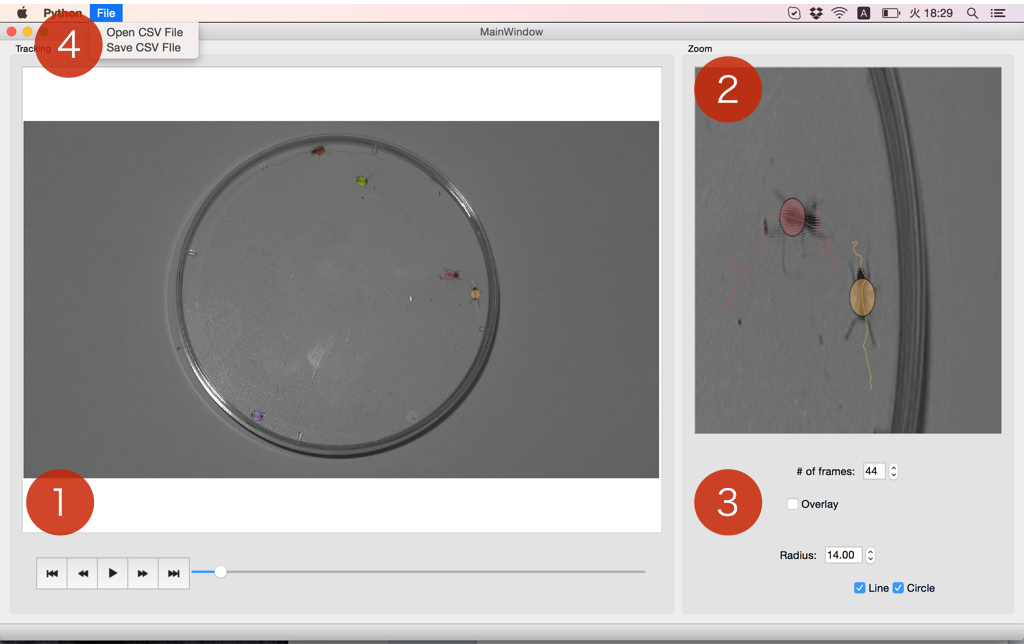 Python File
A
火 18:29
MainWindow
Open CSV File
Save CSV FIle
4
Tracking
Zoom
2
1
3
# of frames: 44
Overlay
Radius: 14.00
Line Circle